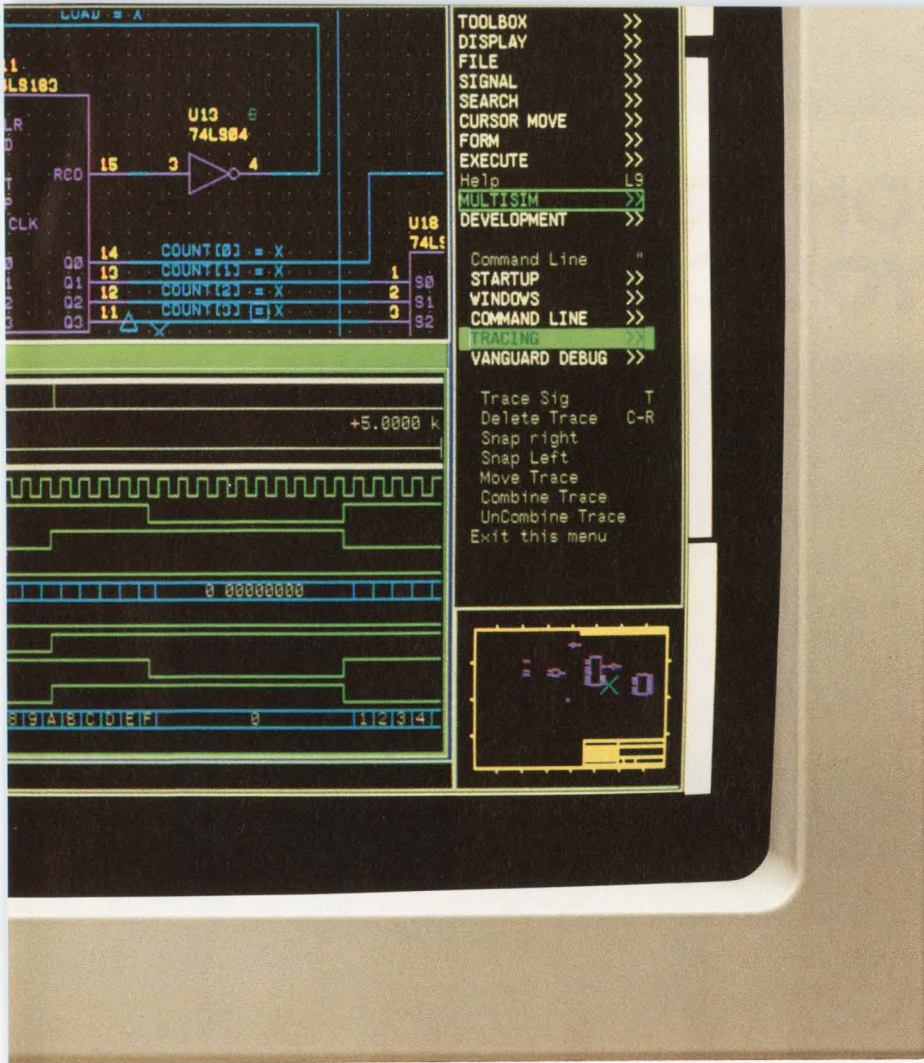 LOAD = X
U13 8
74LS04
RCO 15 3 4
CLK
U18
14 COUNT[0] = X
Q0
13 COUNT[1] = X 1
Q1 S0
12 COUNT[2] = X 2
Q2 S1
11 COUNT[3] = X 3
Q3 S2
+5.0000 k
0 00000000
8 9 A B C D E F 0 1 2 3 4
TOOLBOX >>
DISPLAY >>
FILE >>
SIGNAL >>
SEARCH >>
CURSOR MOVE >>
FORM >>
EXECUTE >>
Help L9
MULTISIM >>
DEVELOPMENT >>
Command Line "
STARTUP >>
WINDOWS >>
COMMAND LINE >>
TRACING >>
VANGUARD DEBUG >>
Trace Sig T
Delete Trace C-R
Snap right
Snap Left
Move Trace
Combine Trace
UnCombine Trace
Exit this menu